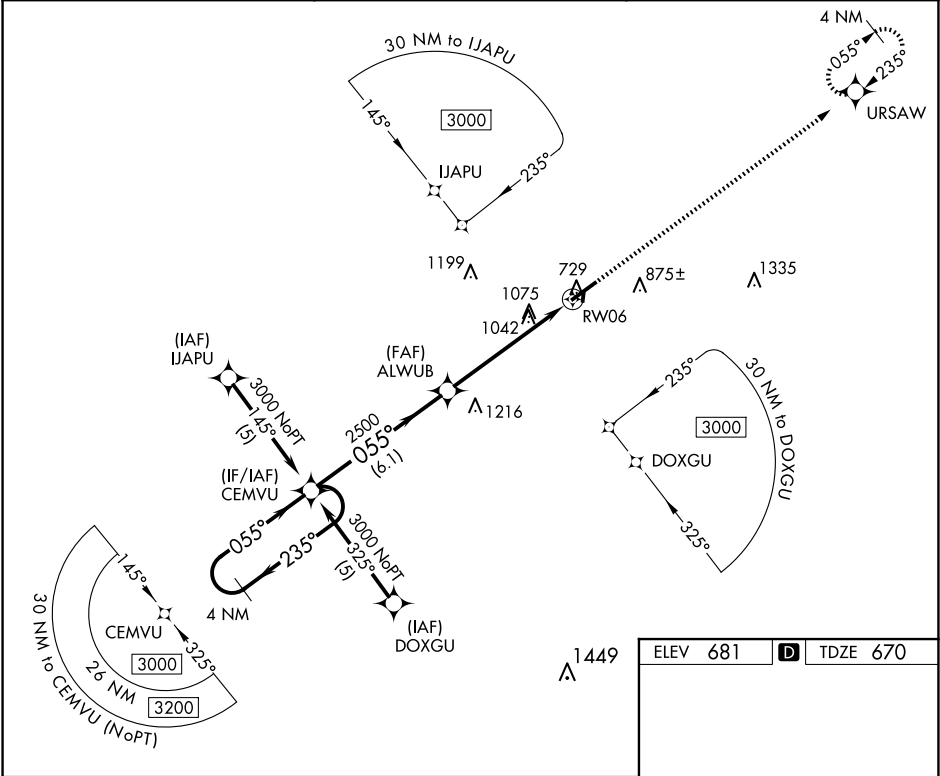 4 NM
055°
235°
URSAW
30 NM to IJAPU
145°
3000
235°
IJAPU
1199
729
875±
1335
1075
1042
RW06
(IAF)
IJAPU
3000 NoPT
145°
(5)
(FAF)
ALWUB
1216
2500
055°
(6.1)
235°
3000
30 NM to DOXGU
DOXGU
325°
(IF/IAF)
CEMVU
055°
235°
4 NM
3000 NoPT
325°
(5)
(IAF)
DOXGU
145°
CEMVU
325°
3000
26 NM
3200
30 NM to CEMVU (NoPT)
1449
ELEV 681 D TDZE 670